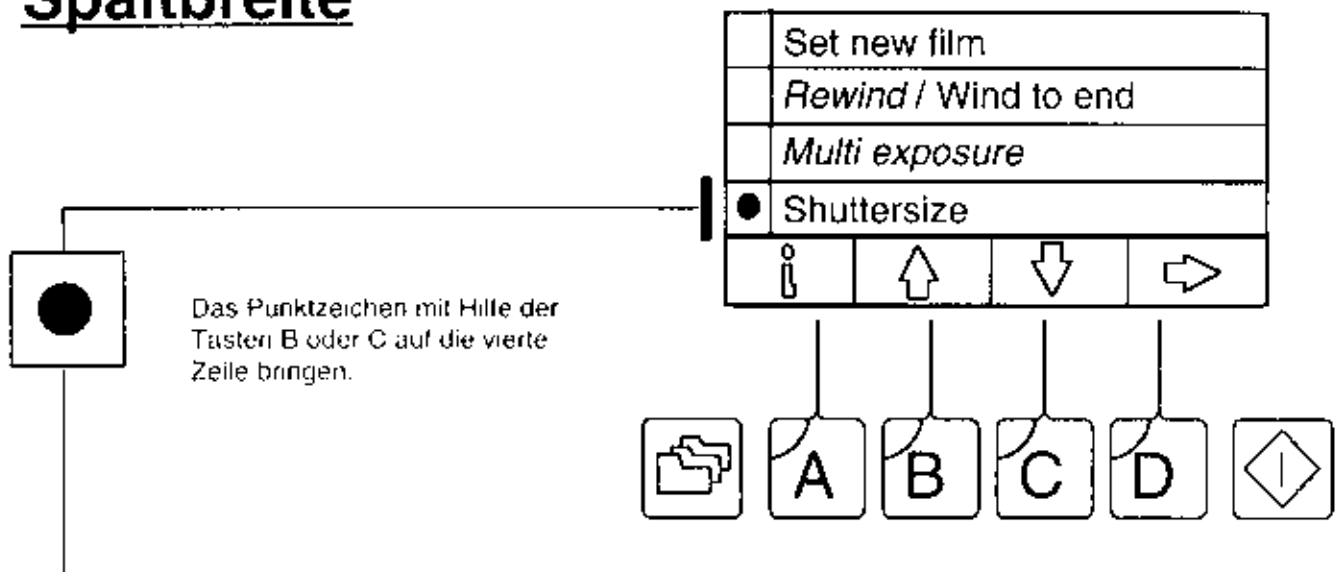 Spaltbreite
Set new film
Rewind / Wind to end
Multi exposure
Shuttersize
i
Das Punktzeichen mit Hilfe der
Tasten B oder C auf die vierte
Zeile bringen.
A B C D